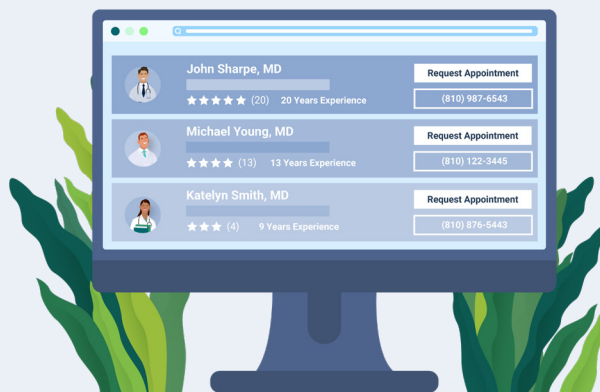 John Sharpe, MD
Request Appointment
(20) 20 Years Experience
(810) 987-6543
Michael Young, MD
Request Appointment
(13) 13 Years Experience
(810) 122-3445
Katelyn Smith, MD
Request Appointment
(4) 9 Years Experience
(810) 876-5443